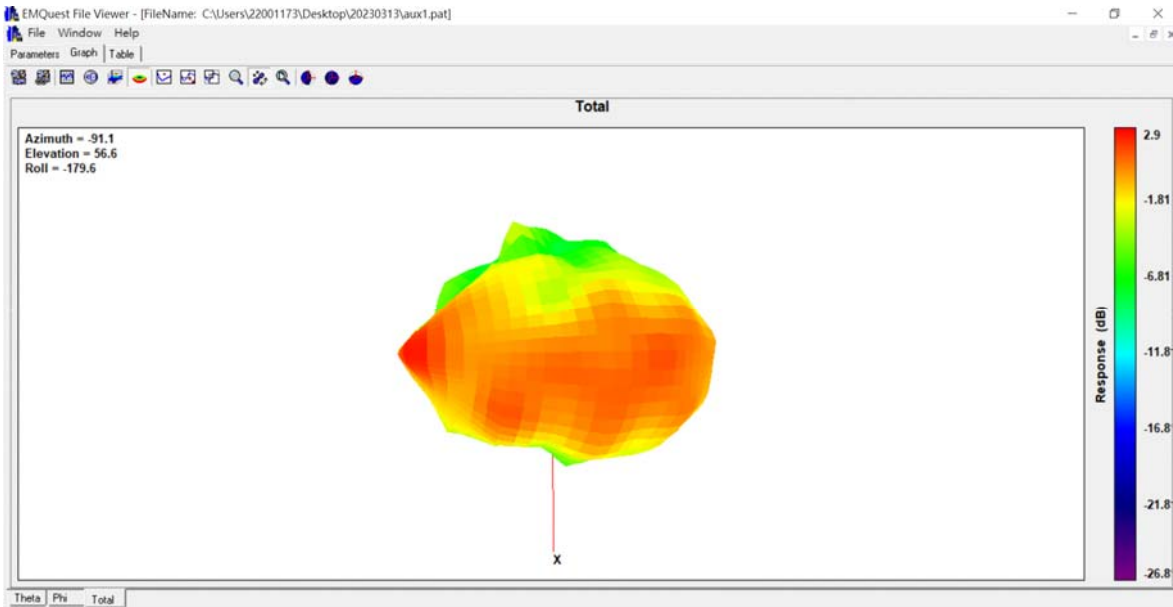 EMQuest File Viewer - [FileName: C:\Users\22001173\Desktop\20230313\aux1.pat]
File Window Help
Parameters Graph Table
Total
Azimuth = -91.1
Elevation = 56.6
Roll = -179.6
2.9
-1.81
-6.81
-11.8
-16.8
-21.8
-26.8
Response (dB)
X
Theta Phi Total